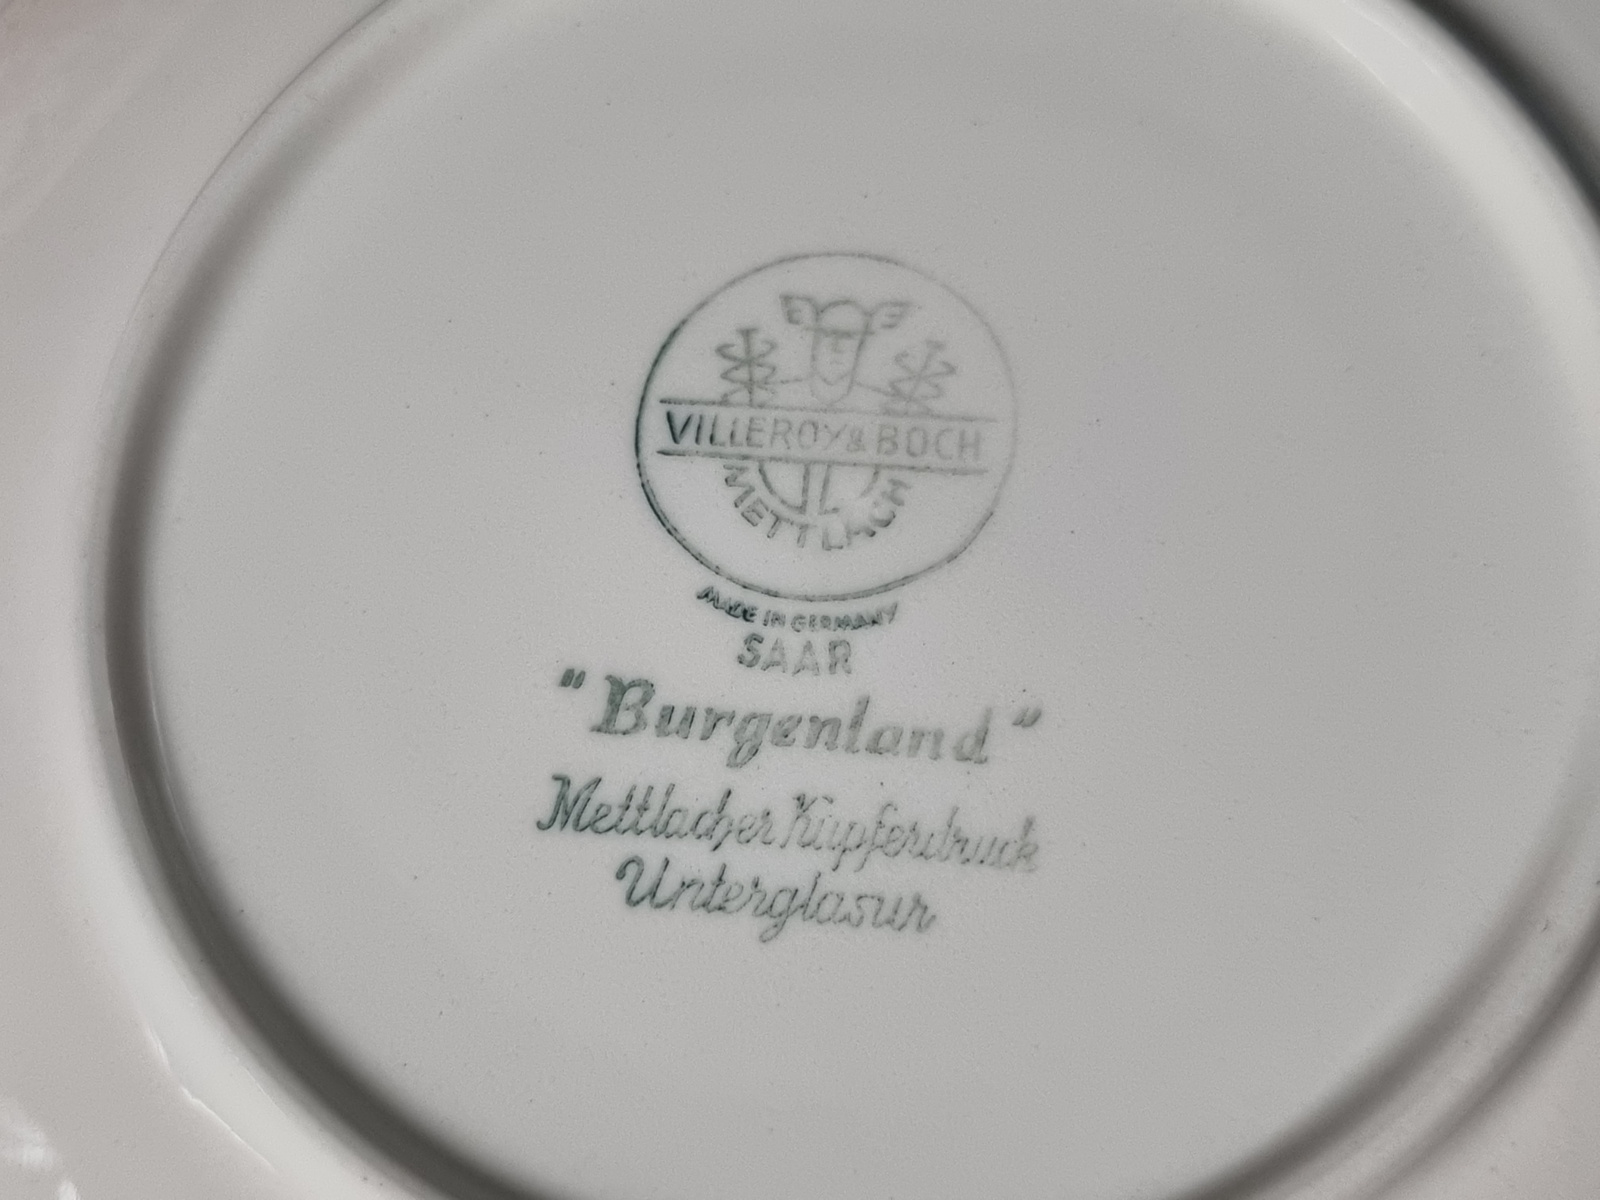 VILLEROY & BOCH
METTLACH
MADE IN GERMANY
SAAR
"Burgenland"
Mettlacher Kupferdruck
Unterglasur